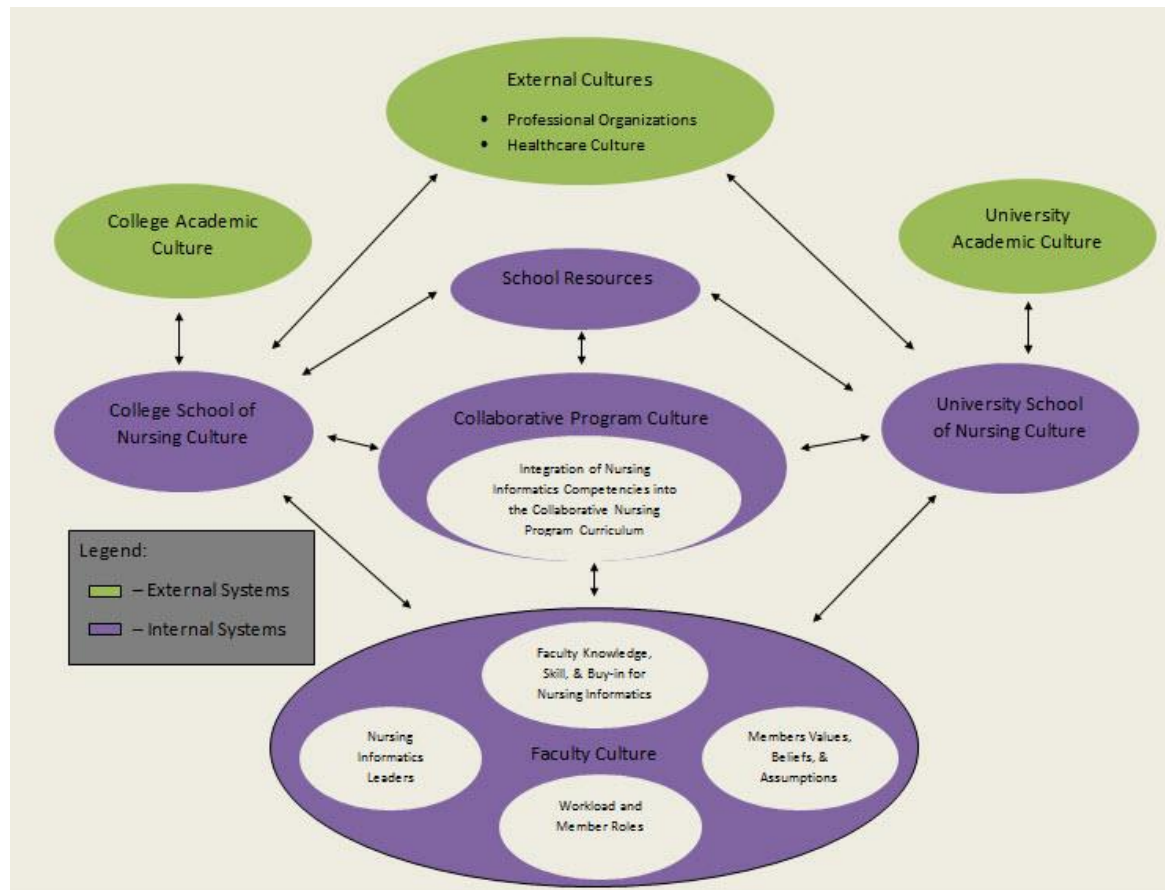 External Cultures
• Professional Organizations
• Healthcare Culture
College Academic
Culture
University
Academic Culture
School Resources
College School of
Nursing Culture
Collaborative Program Culture
University School
of Nursing Culture
Integration of Nursing
Informatics Competencies into
the Collaborative Nursing
Program Curriculum
Legend:
– External Systems
– Internal Systems
Faculty Knowledge,
Skill, & Buy-in for
Nursing Informatics
Nursing
Informatics
Leaders
Faculty Culture
Members Values,
Beliefs, &
Assumptions
Workload and
Member Roles